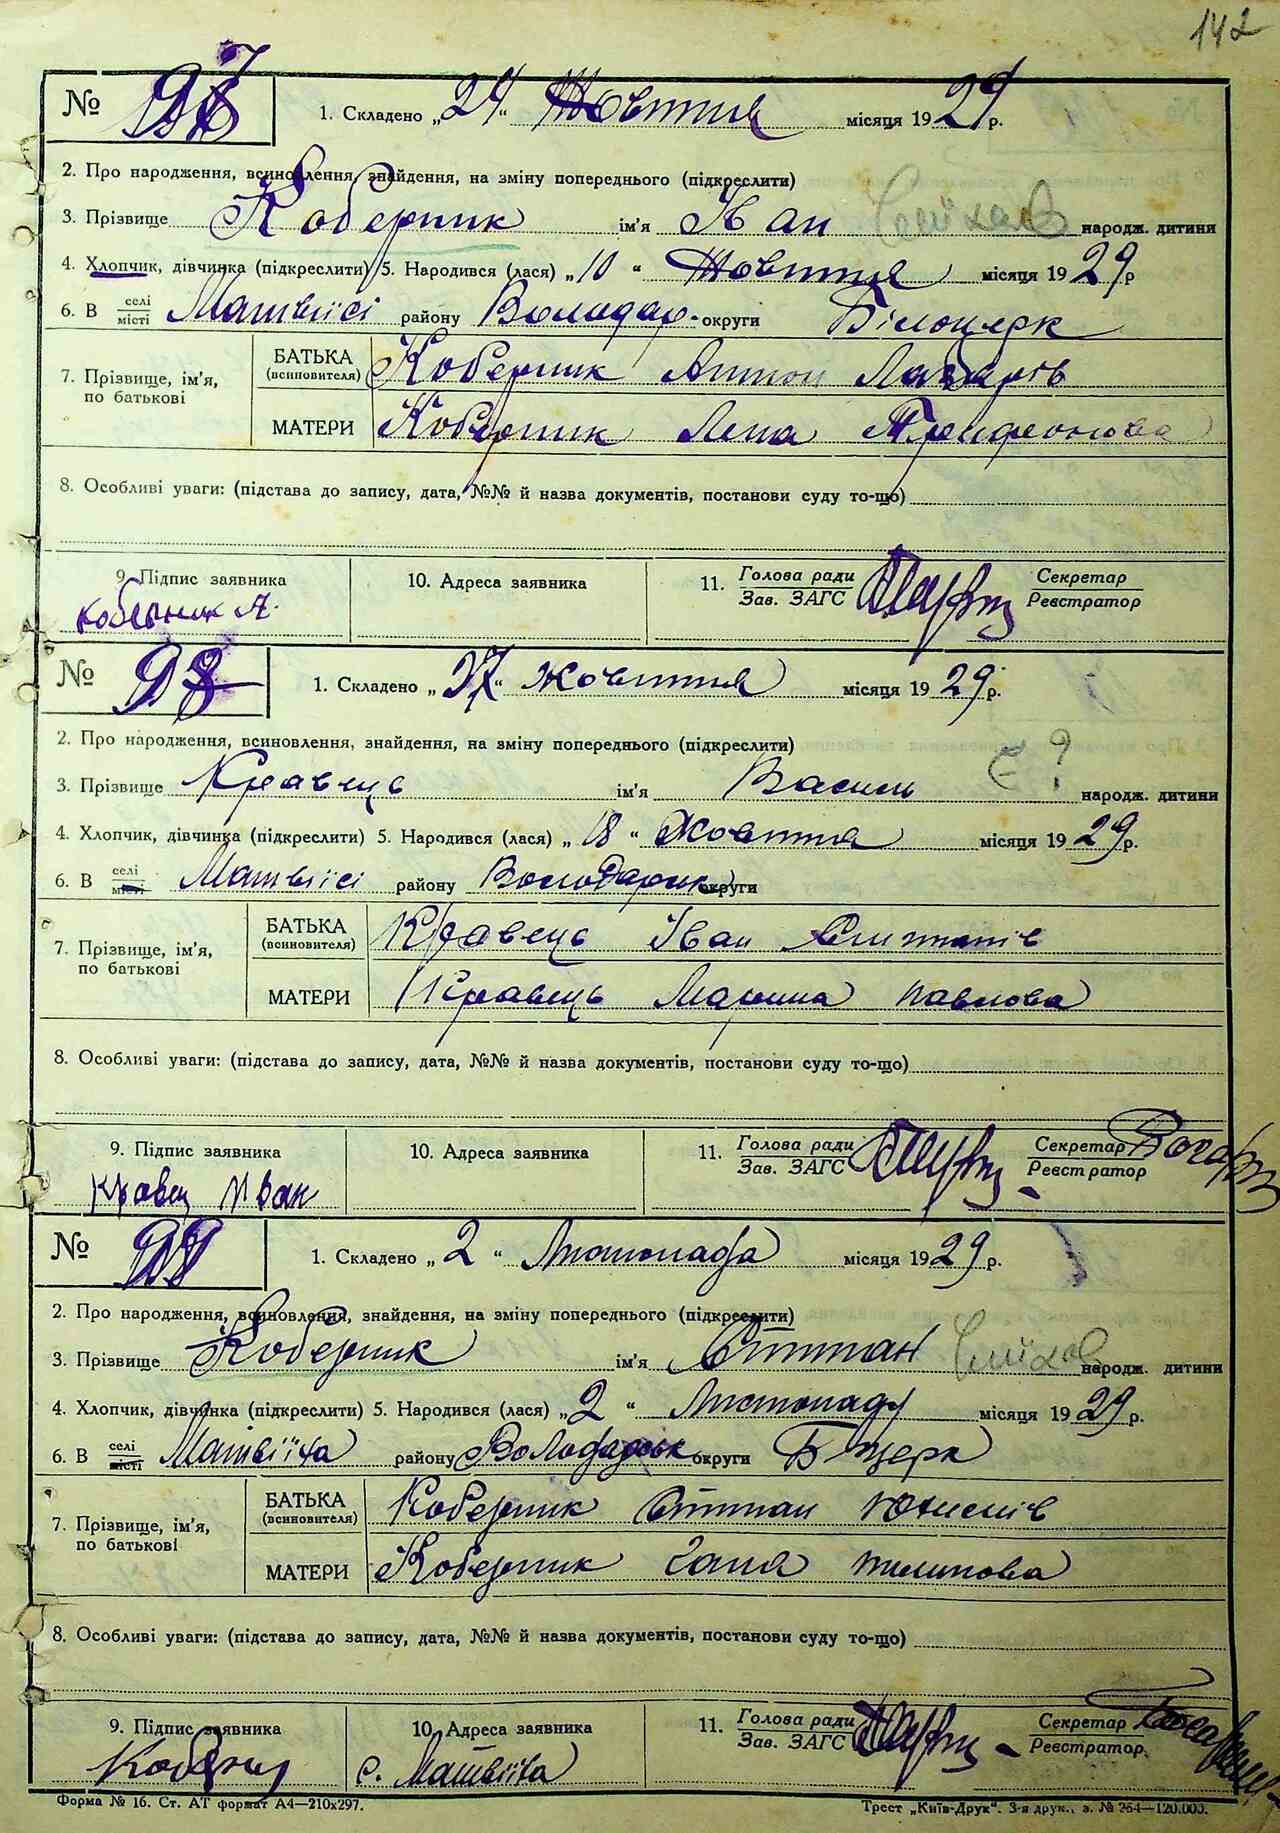 142
№ 97 1. Складено „24“ Жовтня місяця 1929 р.
2. Про народження, всиновлення, знайдення, на зміну попереднього (підкреслити)
3. Прізвище Коберник ім'я Іван народж. дитини
4. Хлопчик, дівчинка (підкреслити) 5. Народився (лася) „10“ Жовтня місяця 1929 р
6. В селі місті Матвіісі району Володар. округи Білоцерк
7. Прізвище, ім'я, по батькові
БАТЬКА (всиновителя) Коберник Антон Лазарів
МАТЕРИ Коберник Лена Трифонова
8. Особливі уваги: (підстава до запису, дата, №№ й назва документів, постанови суду то-що)
9. Підпис заявника 10. Адреса заявника 11. Голова ради Зав. ЗАГС Секретар Реєстратор
Коберник А.
№ 98 1. Складено „27“ жовтня місяця 1929 р.
2. Про народження, всиновлення, знайдення, на зміну попереднього (підкреслити)
?
3. Прізвище Кравець ім'я Василь народж. дитини
4. Хлопчик, дівчинка (підкреслити) 5. Народився (лася) „18“ Жовтня місяця 1929 р.
6. В селі місті Матвіісі району Володарськ округи
7. Прізвище, ім'я, по батькові
БАТЬКА (всиновителя) Кравець Іван
МАТЕРИ Кравець Марина Павлова
8. Особливі уваги: (підстава до запису, дата, №№ й назва документів, постанови суду то-що)
9. Підпис заявника 10. Адреса заявника 11. Голова ради Зав. ЗАГС Секретар Реєстратор
Кравец Иван
№ 99 1. Складено „2“ Листопада місяця 1929 р.
2. Про народження, всиновлення, знайдення, на зміну попереднього (підкреслити)
3. Прізвище Коберник ім'я народж. дитини
4. Хлопчик, дівчинка (підкреслити) 5. Народився (лася) „2“ Листопаду місяця 1929 р.
6. В селі місті Матвіїха району Володарськ округи Б церк
7. Прізвище, ім'я, по батькові
БАТЬКА (всиновителя) Коберник
МАТЕРИ Коберник Гапа Пилипова
8. Особливі уваги: (підстава до запису, дата, №№ й назва документів, постанови суду то-що)
9. Підпис заявника 10. Адреса заявника 11. Голова ради Зав. ЗАГС Секретар Реєстратор
с. Матвіїха
Форма № 16. Ст. АТ формат А4—210x297. Трест „Київ-Друк“. 3-я друк., з. № 264—120.000.